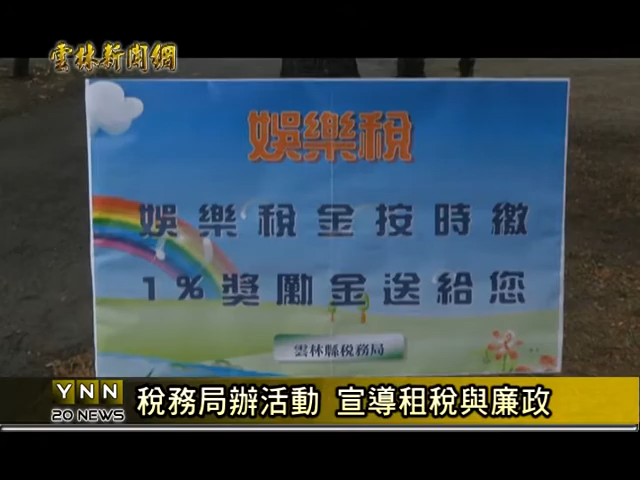 雲林新聞網
娛樂稅
娛樂稅金按時繳
1%獎勵金送給您
雲林縣稅務局
YNN
20 NEWS
稅務局辦活動 宣導租稅與廉政